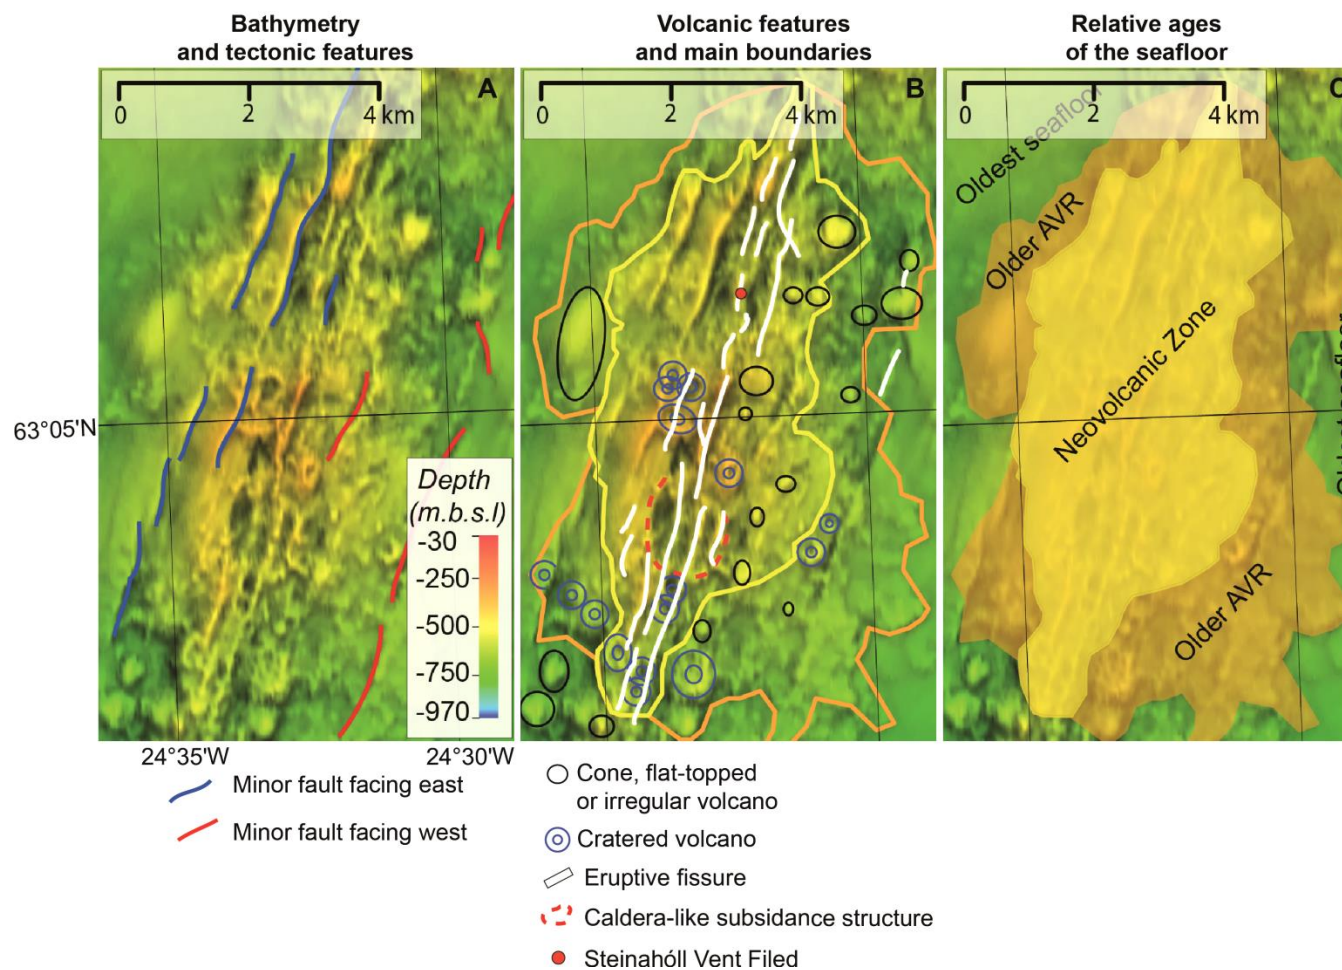 Bathymetry
and tectonic features
Volcanic features
and main boundaries
Relative ages
of the seafloor
A
0 2 4 km
B
0 2 4 km
C
0 2 4 km
Oldest seafloor
Older AVR
Neovolcanic Zone
Older AVR
63°05'N
Depth
(m.b.s.l)
-30
-250
-500
-750
-970
24°35'W
24°30'W
Minor fault facing east
Minor fault facing west
Cone, flat-topped
or irregular volcano
Cratered volcano
Eruptive fissure
Caldera-like subsidance structure
Steinahóll Vent Filed